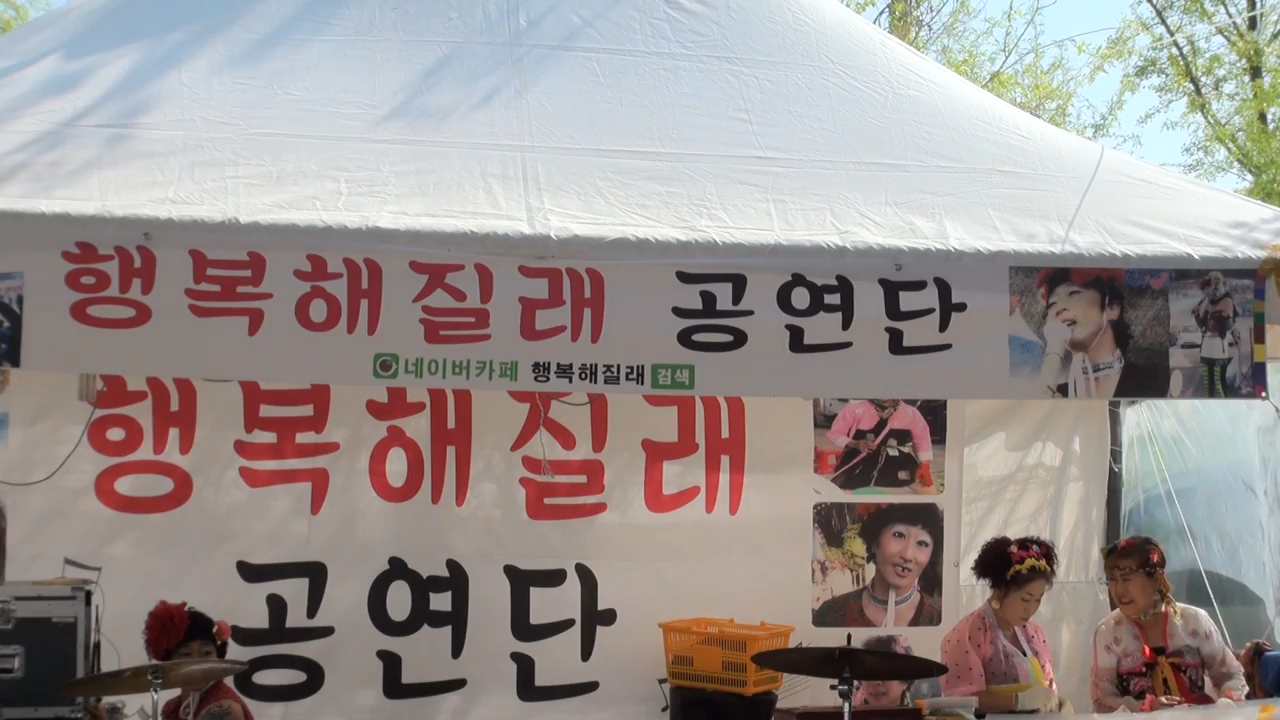 행복해질래 공연단
네이버카페 행복해질래 검색
행복해질래
공연단